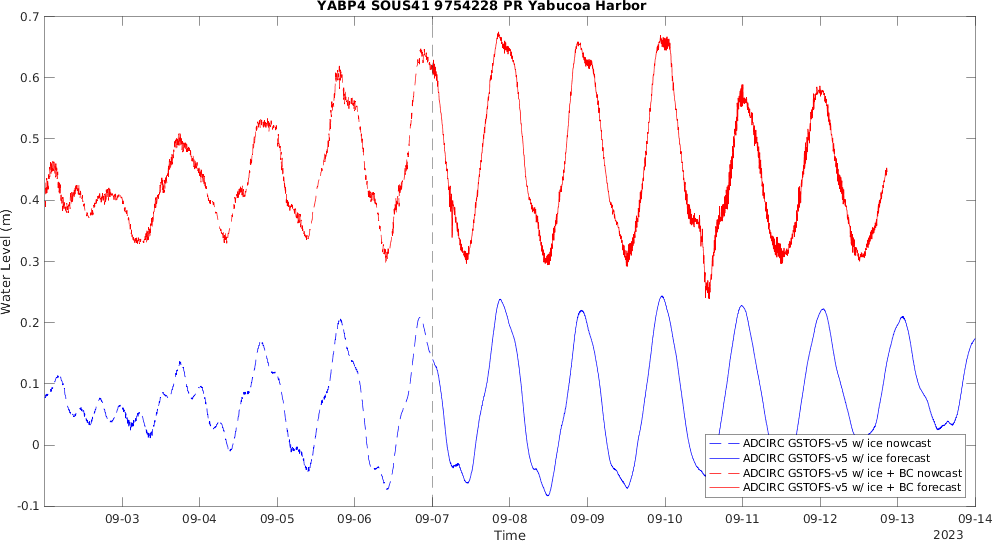 YABP4 SOUS41 9754228 PR Yabucoa Harbor
0.7
0.6
0.5
0.4
0.3
0.2
0.1
0
-0.1
Water Level (m)
09-03 09-04 09-05 09-06 09-07 09-08 09-09 09-10 09-11 09-12 09-13 09-14
Time
2023
ADCIRC GSTOFS-v5 w/ ice nowcast
ADCIRC GSTOFS-v5 w/ ice forecast
ADCIRC GSTOFS-v5 w/ ice + BC nowcast
ADCIRC GSTOFS-v5 w/ ice + BC forecast